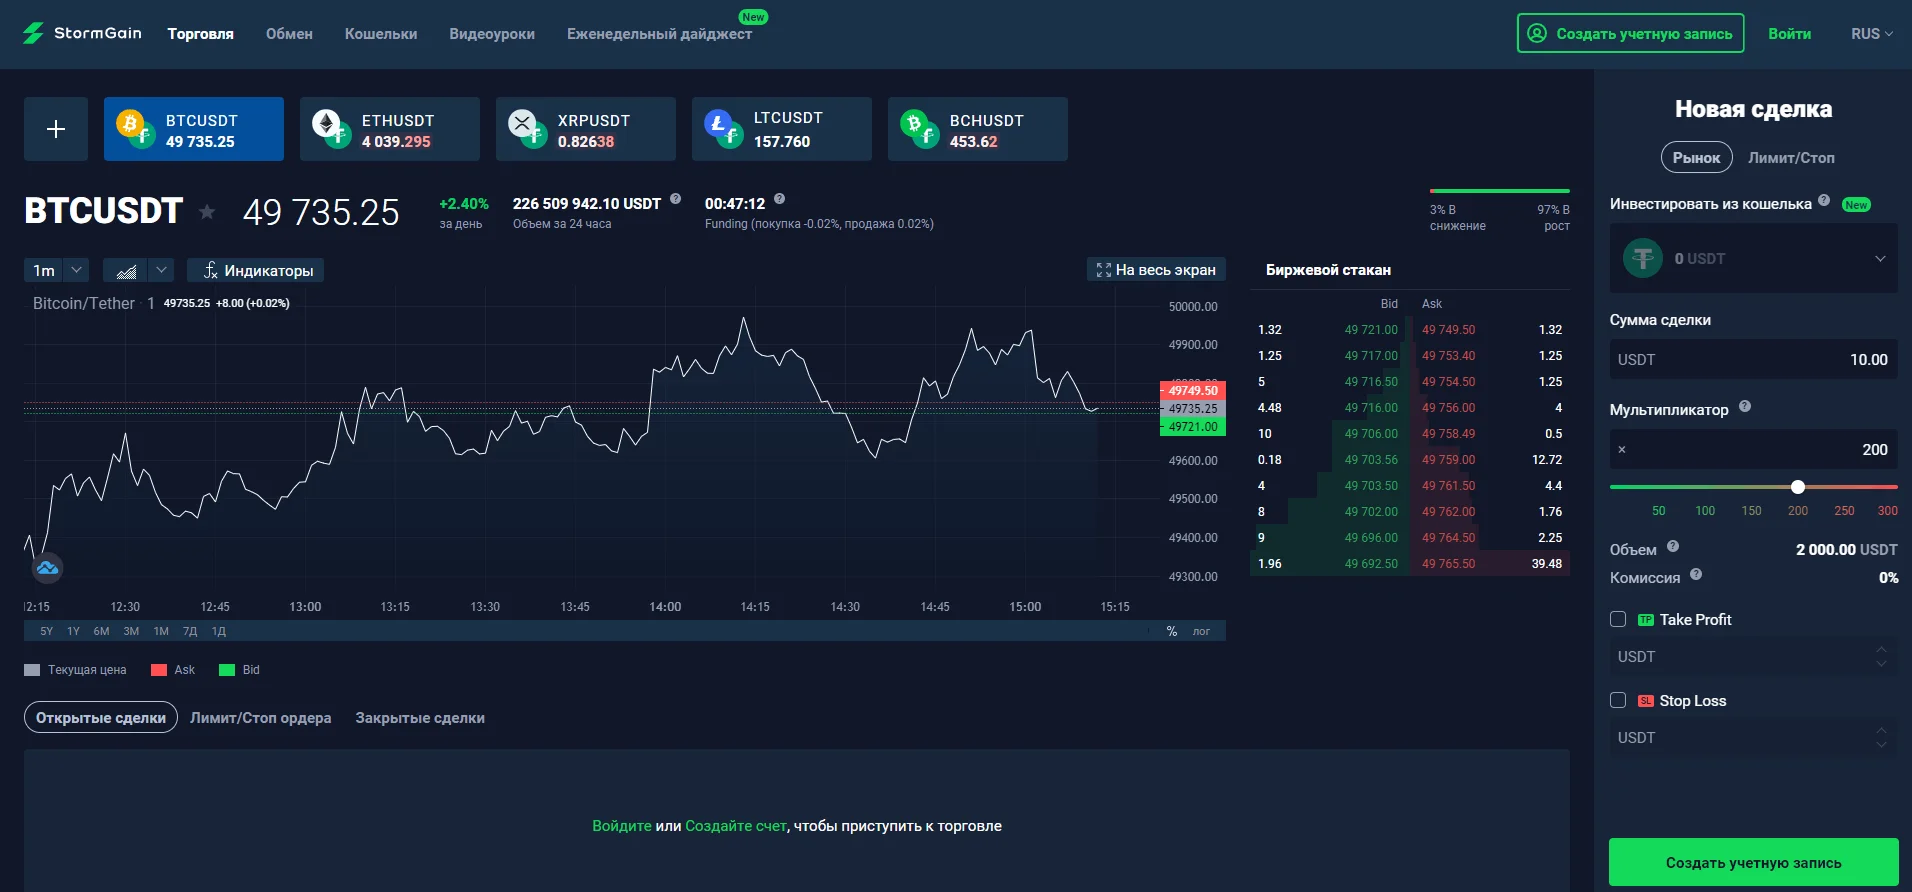 StormGain Торговля Обмен Кошельки Видеоуроки Еженедельный дайджест New Создать учетную запись Войти RUS
BTCUSDT
49 735.25
ETHUSDT
4 039.295
XRPUSDT
0.82638
LTCUSDT
157.760
BCHUSDT
453.62
BTCUSDT 49 735.25
+2.40%
за день
226 509 942.10 USDT
Объем за 24 часа
00:47:12
Funding (покупка -0.02%, продажа 0.02%)
3% В снижение
97% В рост
1m Индикаторы На весь экран
Bitcoin/Tether · 1 49735.25 +8.00 (+0.02%)
50000.00
49900.00
49749.50
49735.25
49721.00
49600.00
49500.00
49400.00
49300.00
12:15 12:30 12:45 13:00 13:15 13:30 13:45 14:00 14:15 14:30 14:45 15:00 15:15
5Y 1Y 6M 3M 1M 7Д 1Д % лог
Текущая цена Ask Bid
Биржевой стакан
Bid Ask
1.32 49 721.00 49 749.50 1.32
1.25 49 717.00 49 753.40 1.25
5 49 716.50 49 754.50 1.25
4.48 49 716.00 49 756.00 4
10 49 706.00 49 758.49 0.5
0.18 49 703.56 49 759.00 12.72
4 49 703.50 49 761.50 4.4
8 49 702.00 49 762.00 1.76
9 49 696.00 49 764.50 2.25
1.96 49 692.50 49 765.50 39.48
Открытые сделки Лимит/Стоп ордера Закрытые сделки
Войдите или Создайте счет, чтобы приступить к торговле
Новая сделка
Рынок Лимит/Стоп
Инвестировать из кошелька ? New
0 USDT
Сумма сделки
USDT 10.00
Мультипликатор ?
× 200
50 100 150 200 250 300
Объем ? 2 000.00 USDT
Комиссия ? 0%
TP Take Profit
USDT
SL Stop Loss
USDT
Создать учетную запись